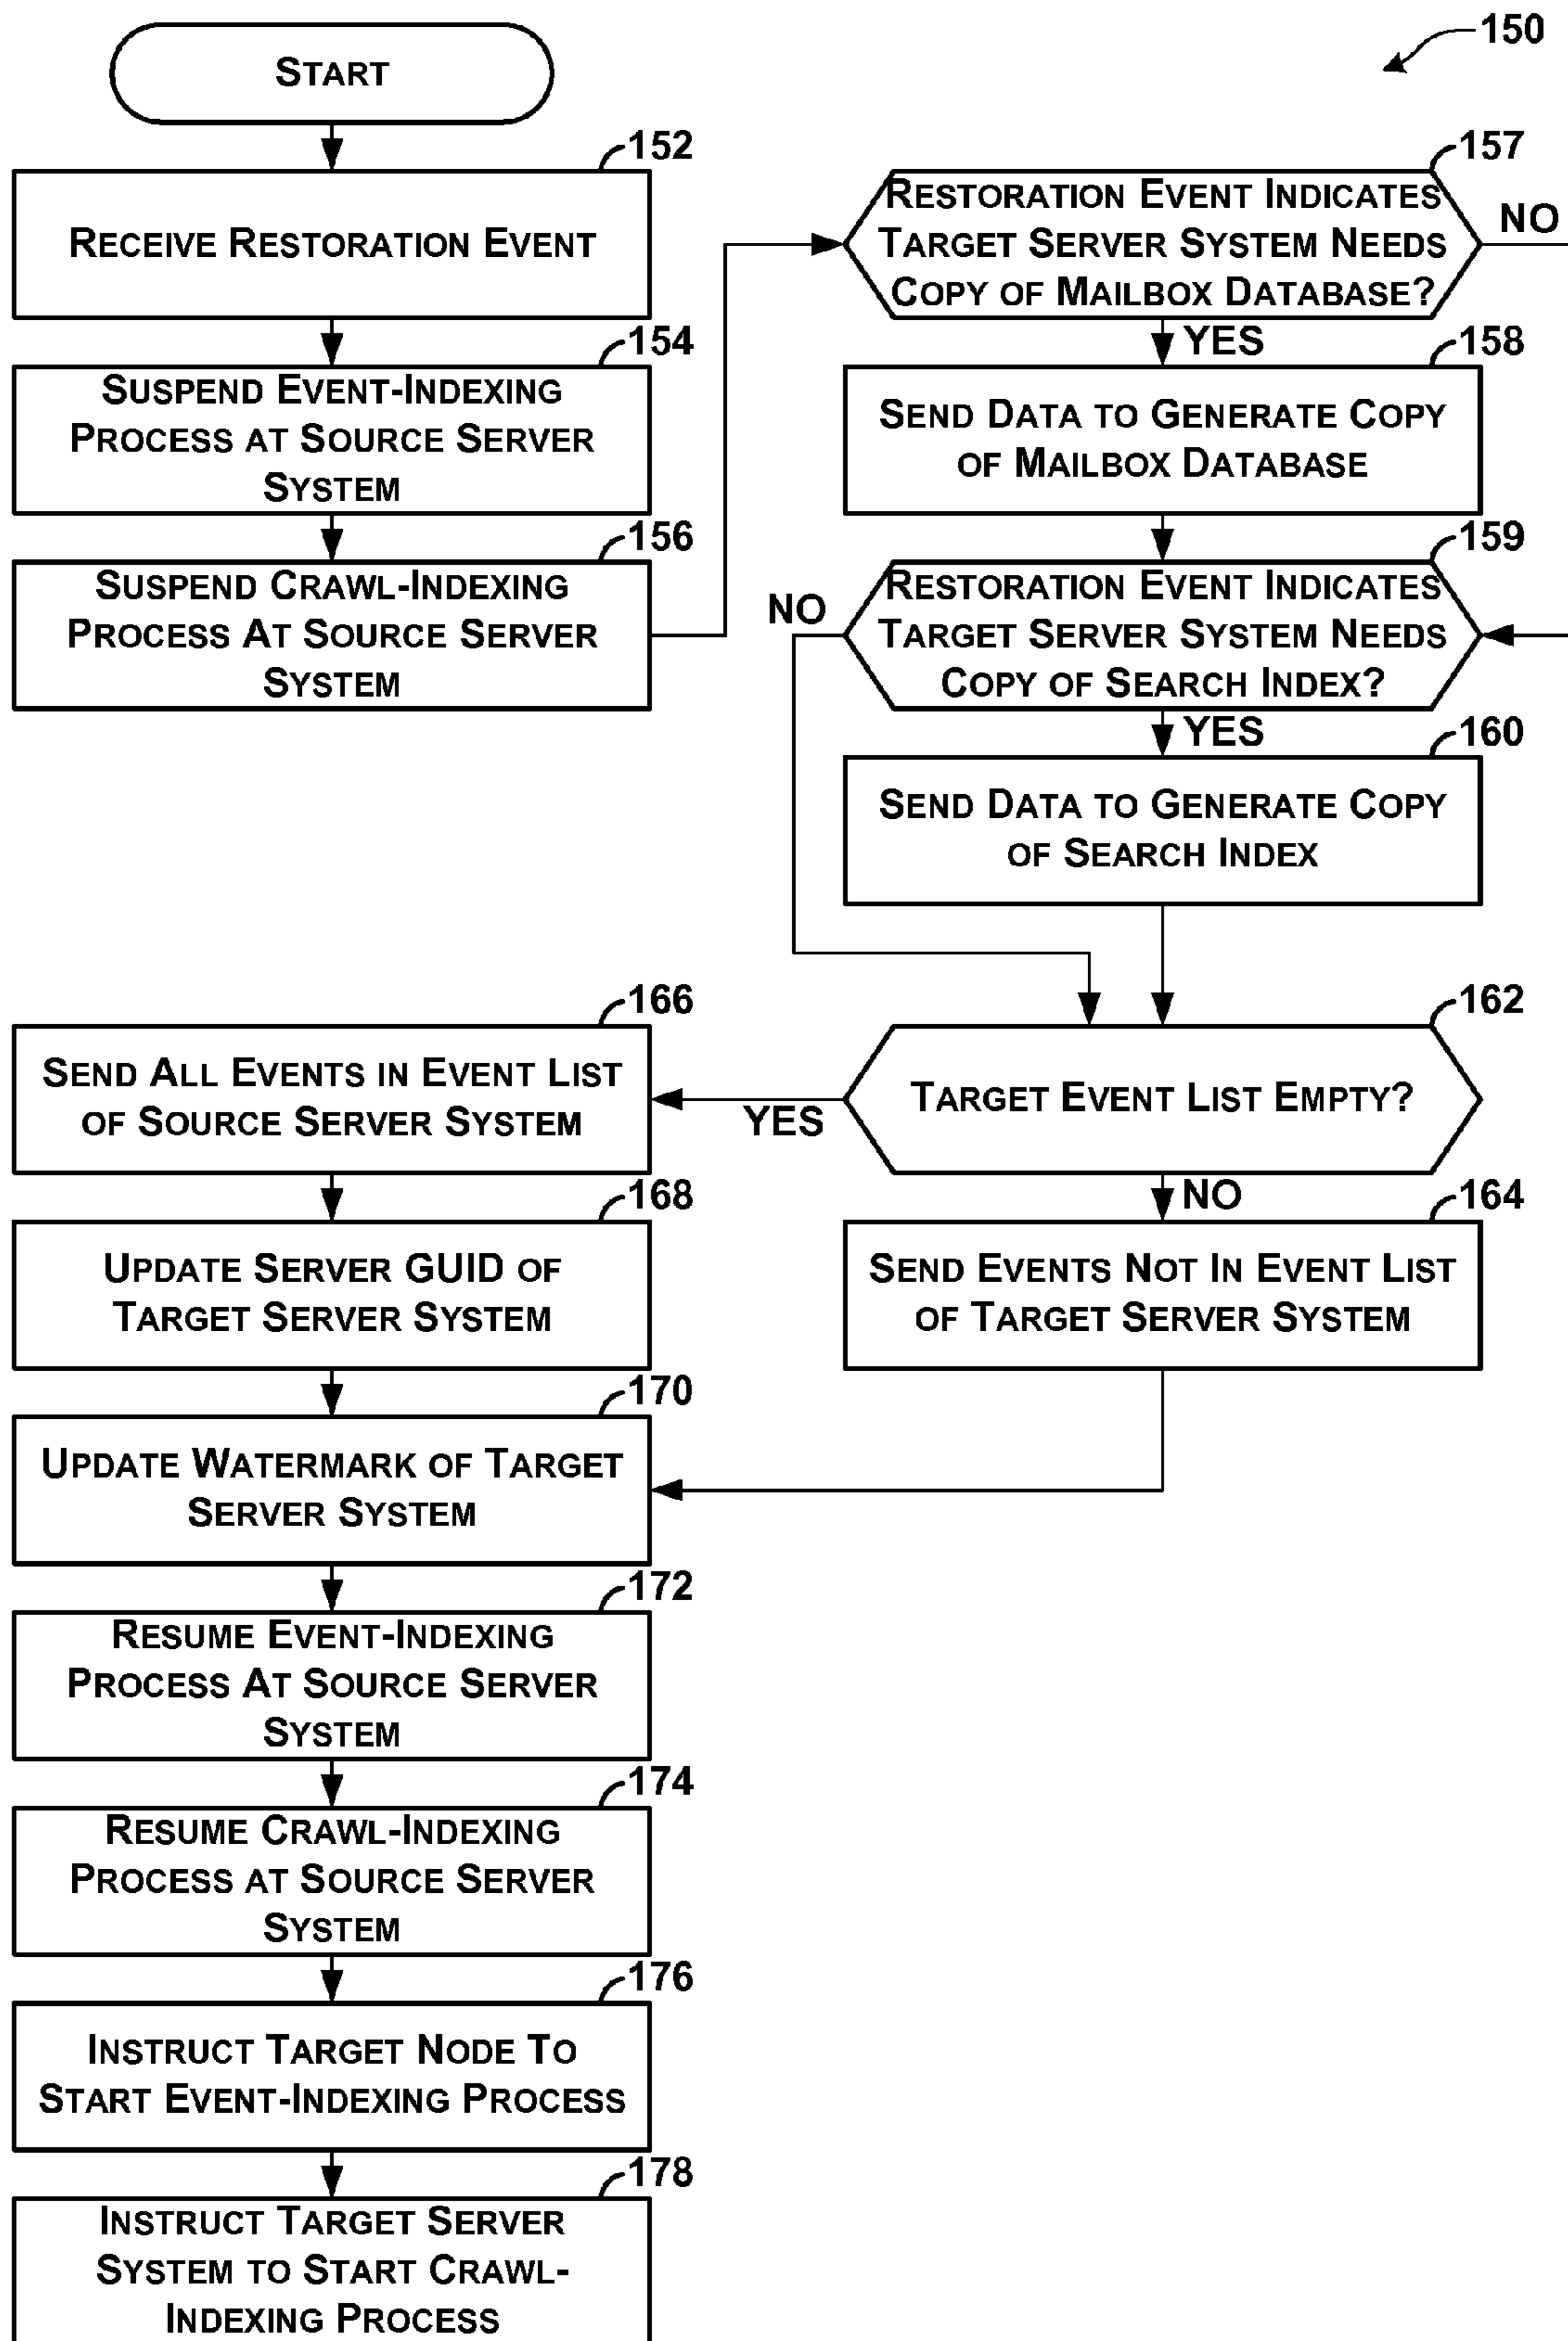 150
START
152
RECEIVE RESTORATION EVENT
154
SUSPEND EVENT-INDEXING
PROCESS AT SOURCE SERVER
SYSTEM
156
SUSPEND CRAWL-INDEXING
PROCESS AT SOURCE SERVER
SYSTEM
157
RESTORATION EVENT INDICATES
TARGET SERVER SYSTEM NEEDS
COPY OF MAILBOX DATABASE?
NO
YES
158
SEND DATA TO GENERATE COPY
OF MAILBOX DATABASE
159
RESTORATION EVENT INDICATES
TARGET SERVER SYSTEM NEEDS
COPY OF SEARCH INDEX?
NO
YES
160
SEND DATA TO GENERATE COPY
OF SEARCH INDEX
162
TARGET EVENT LIST EMPTY?
YES
NO
164
SEND EVENTS NOT IN EVENT LIST
OF TARGET SERVER SYSTEM
166
SEND ALL EVENTS IN EVENT LIST
OF SOURCE SERVER SYSTEM
168
UPDATE SERVER GUID OF
TARGET SERVER SYSTEM
170
UPDATE WATERMARK OF TARGET
SERVER SYSTEM
172
RESUME EVENT-INDEXING
PROCESS AT SOURCE SERVER
SYSTEM
174
RESUME CRAWL-INDEXING
PROCESS AT SOURCE SERVER
SYSTEM
176
INSTRUCT TARGET NODE TO
START EVENT-INDEXING PROCESS
178
INSTRUCT TARGET SERVER
SYSTEM TO START CRAWL-
INDEXING PROCESS